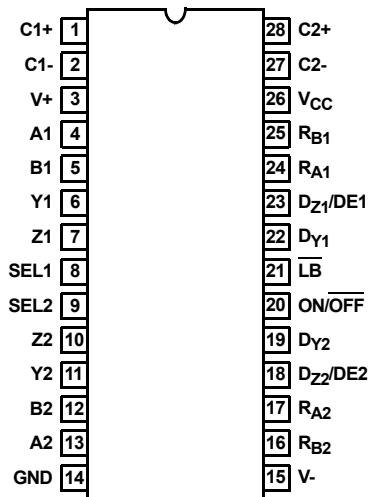 C1+ 1 28 C2+
C1- 2 27 C2-
V+ 3 26 VCC
A1 4 25 RB1
B1 5 24 RA1
Y1 6 23 DZ1/DE1
Z1 7 22 DY1
SEL1 8 21 L̅B̅
SEL2 9 20 ON/O̅F̅F̅
Z2 10 19 DY2
Y2 11 18 DZ2/DE2
B2 12 17 RA2
A2 13 16 RB2
GND 14 15 V-